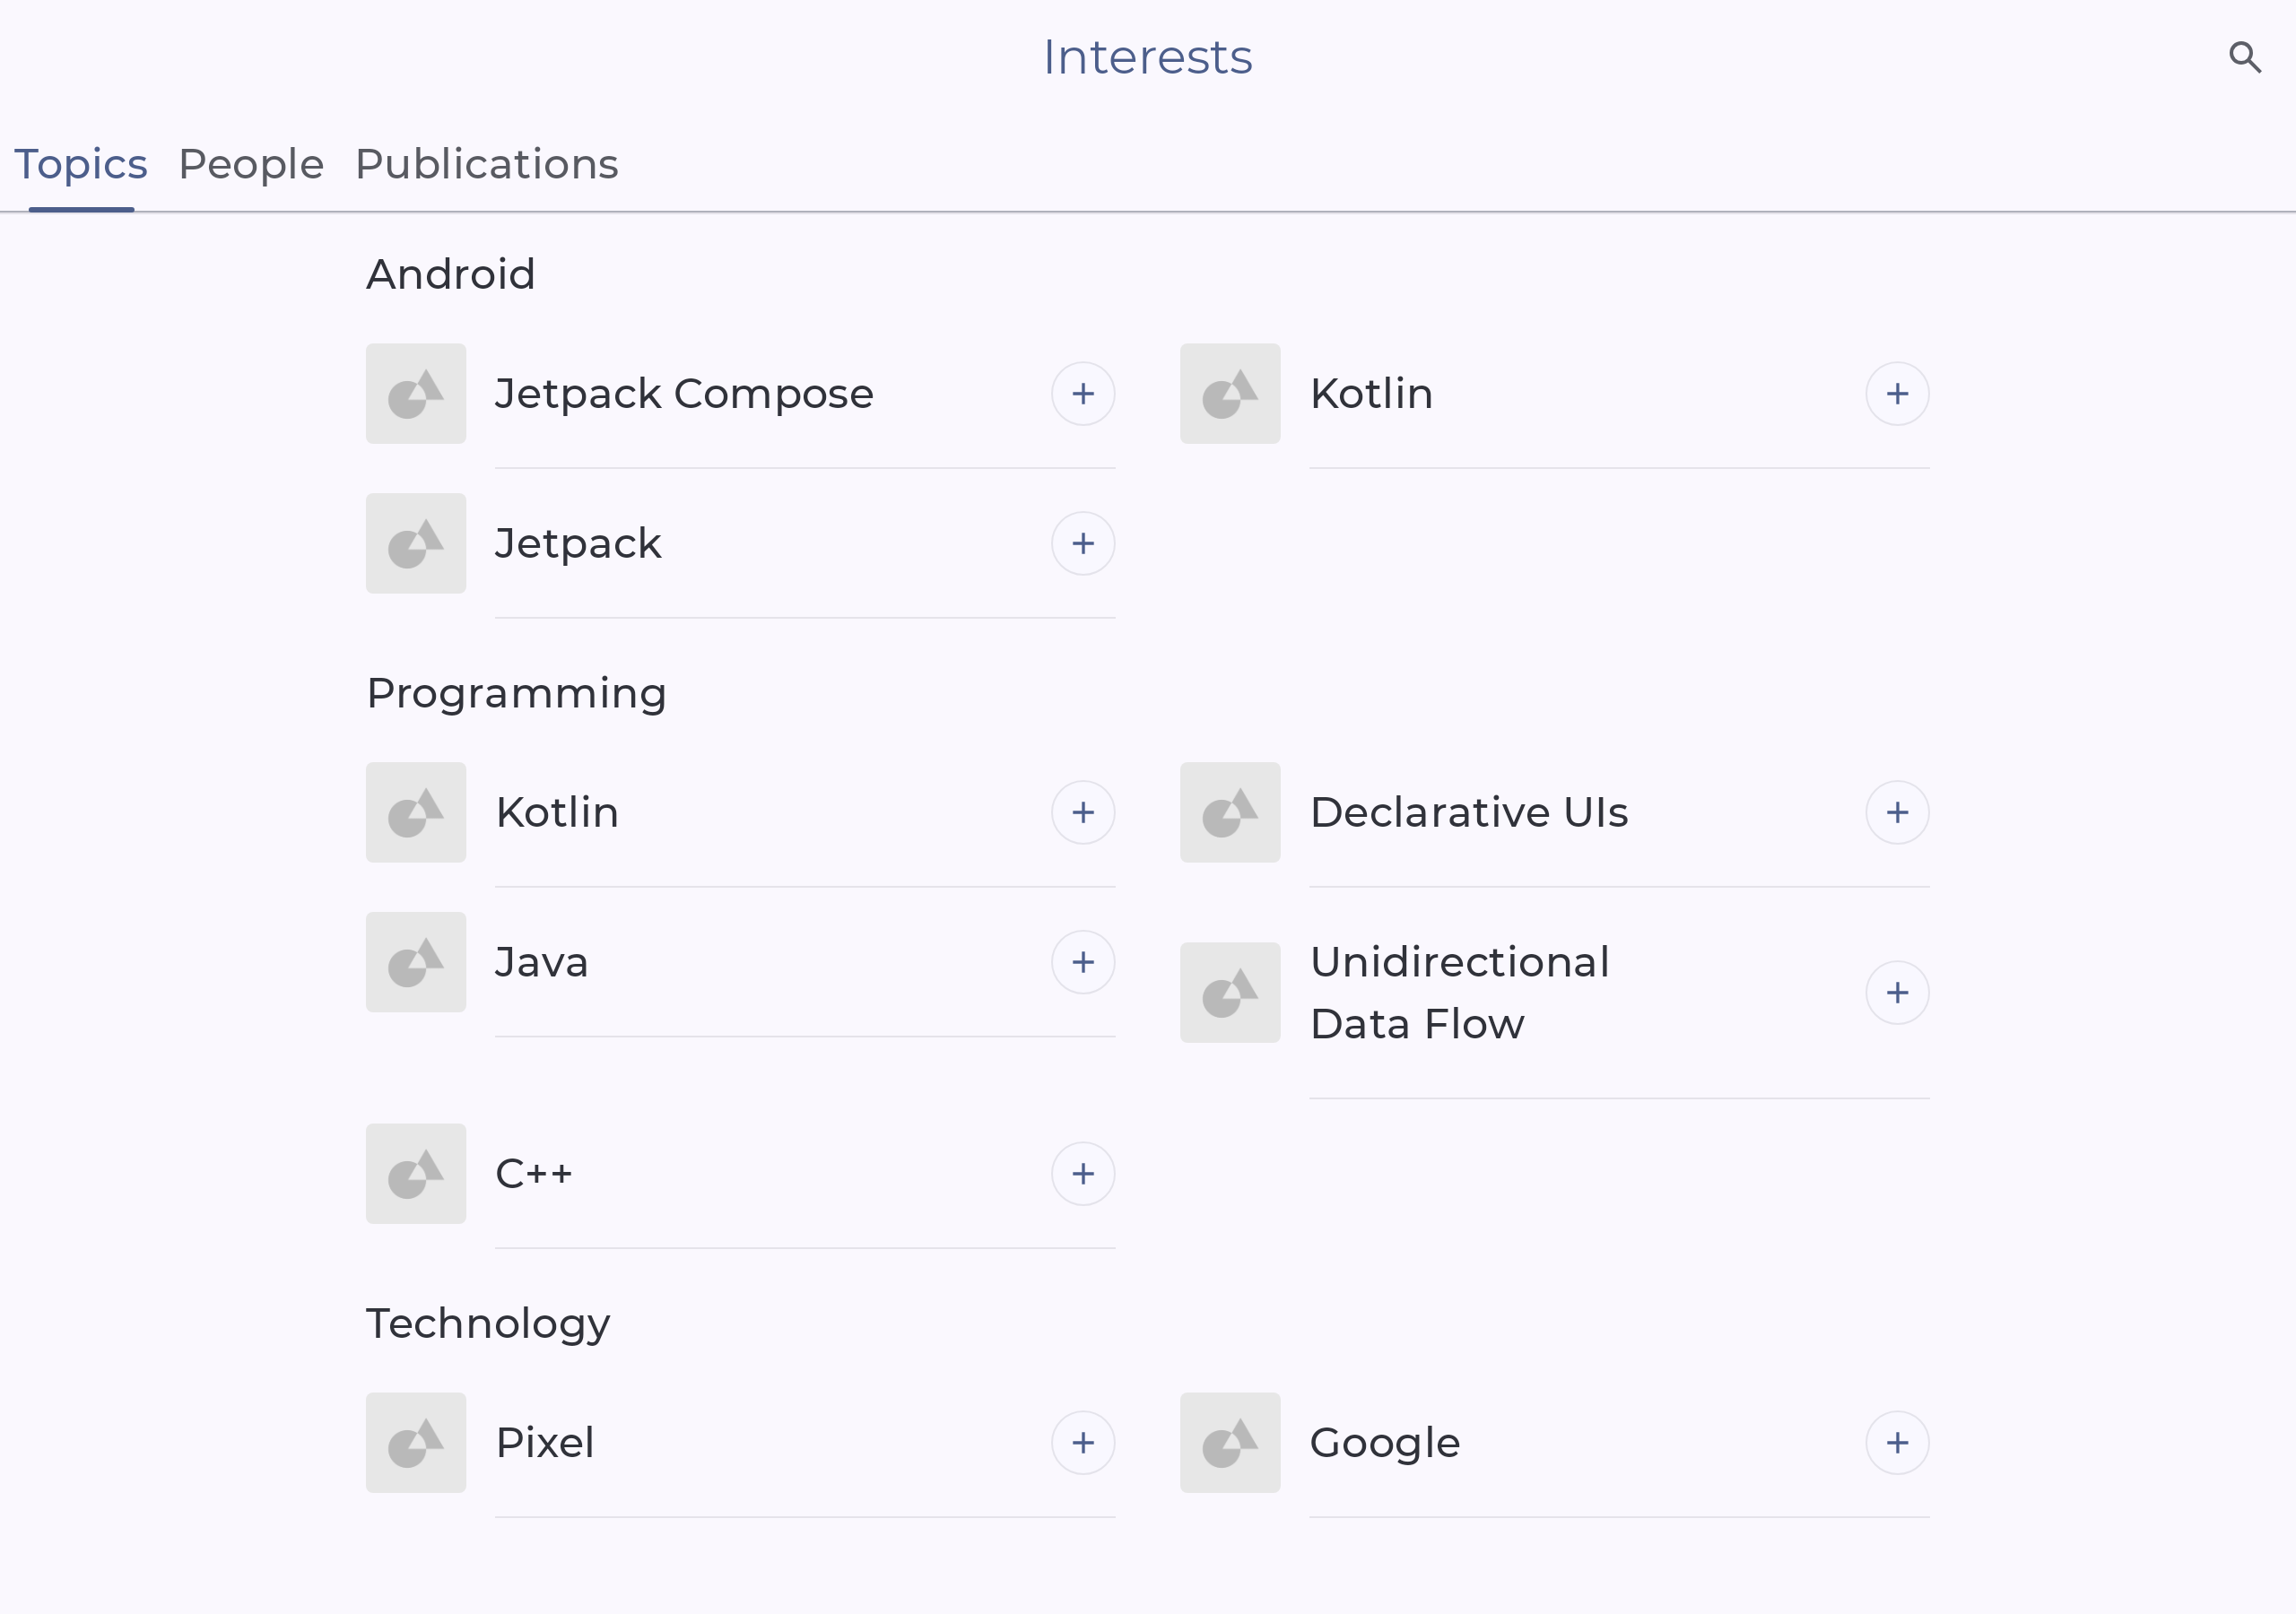 Interests
Topics People Publications
Android
Jetpack Compose
Kotlin
Jetpack
Programming
Kotlin
Declarative UIs
Java
Unidirectional
Data Flow
C++
Technology
Pixel
Google